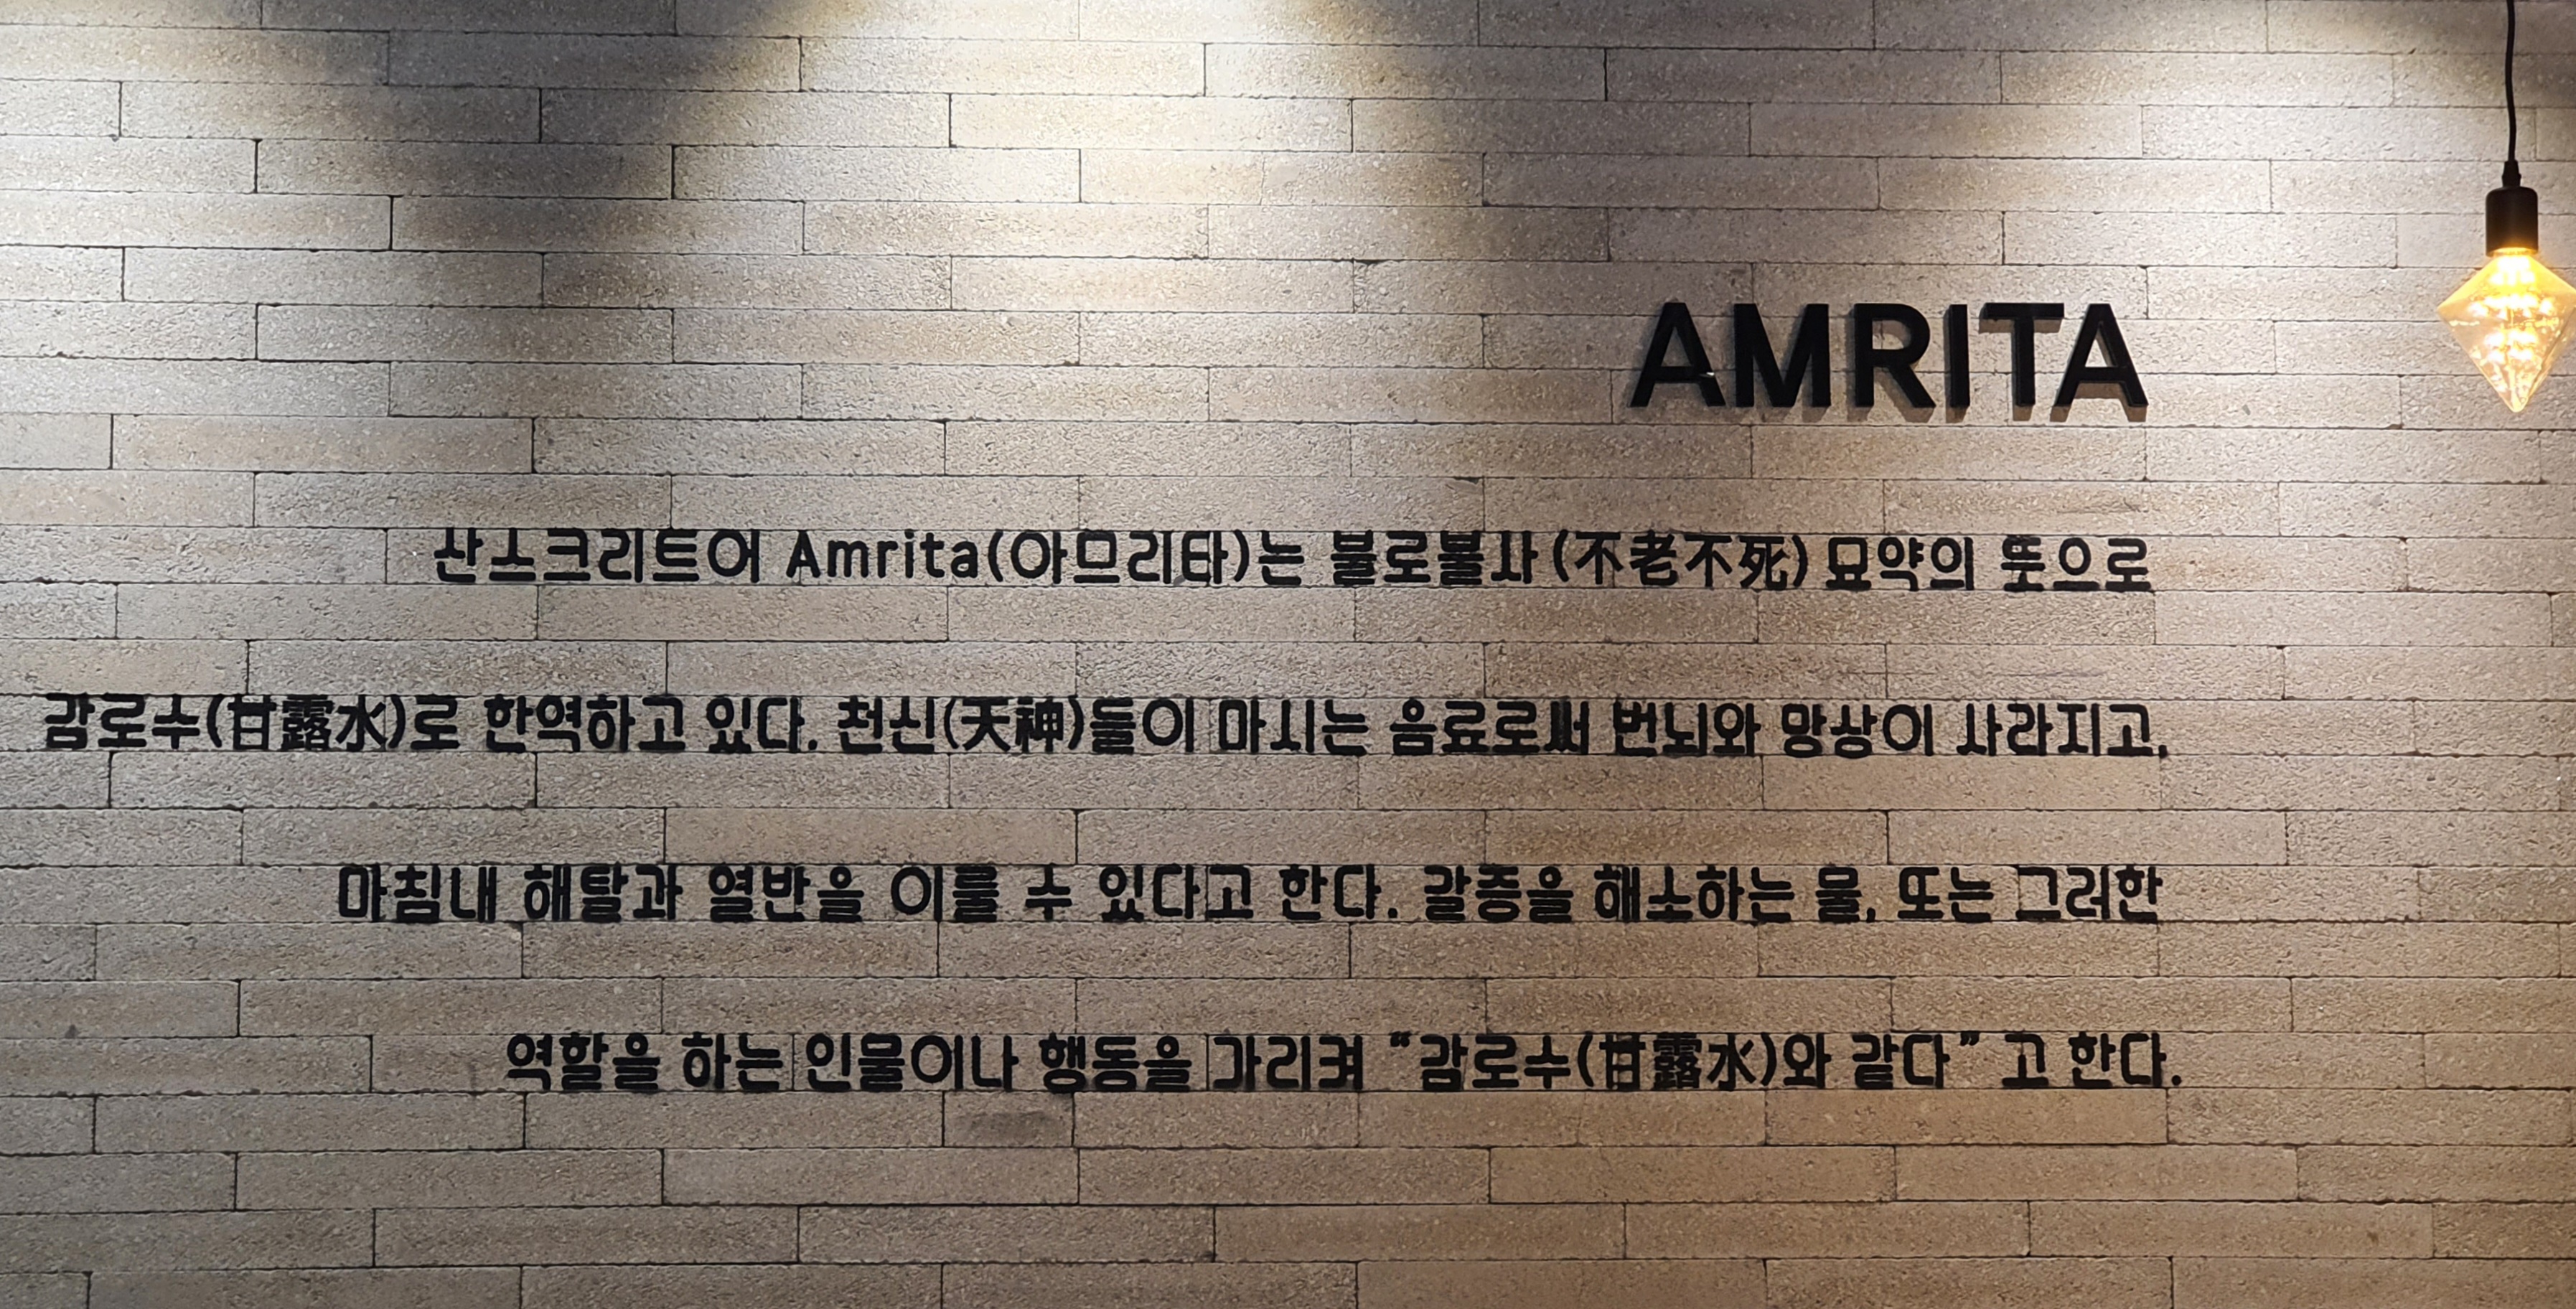 AMRITA
산스크리트어 Amrita(아므리타)는 불로불사 (不老不死) 묘약의 뜻으로
감로수(甘露水)로 한역하고 있다. 천신(天神)들이 마시는 음료로써 번뇌와 망상이 사라지고,
마침내 해탈과 열반을 이룰 수 있다고 한다. 갈증을 해소하는 물, 또는 그러한
역할을 하는 인물이나 행동을 가리켜 “감로수(甘露水)와 같다” 고 한다.